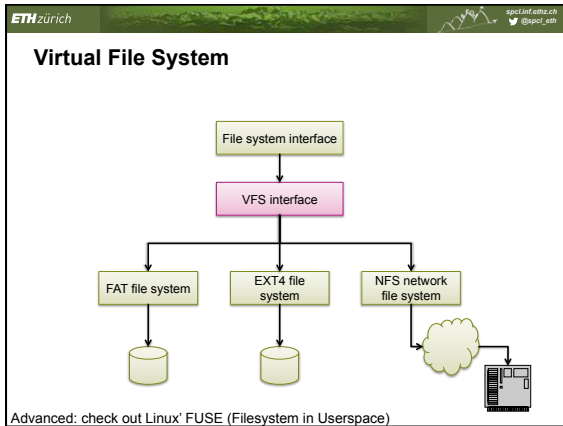 ETH zürich
spcl.inf.ethz.ch
@spcl_eth
Virtual File System
File system interface
VFS interface
FAT file system
EXT4 file
system
NFS network
file system
Advanced: check out Linux' FUSE (Filesystem in Userspace)